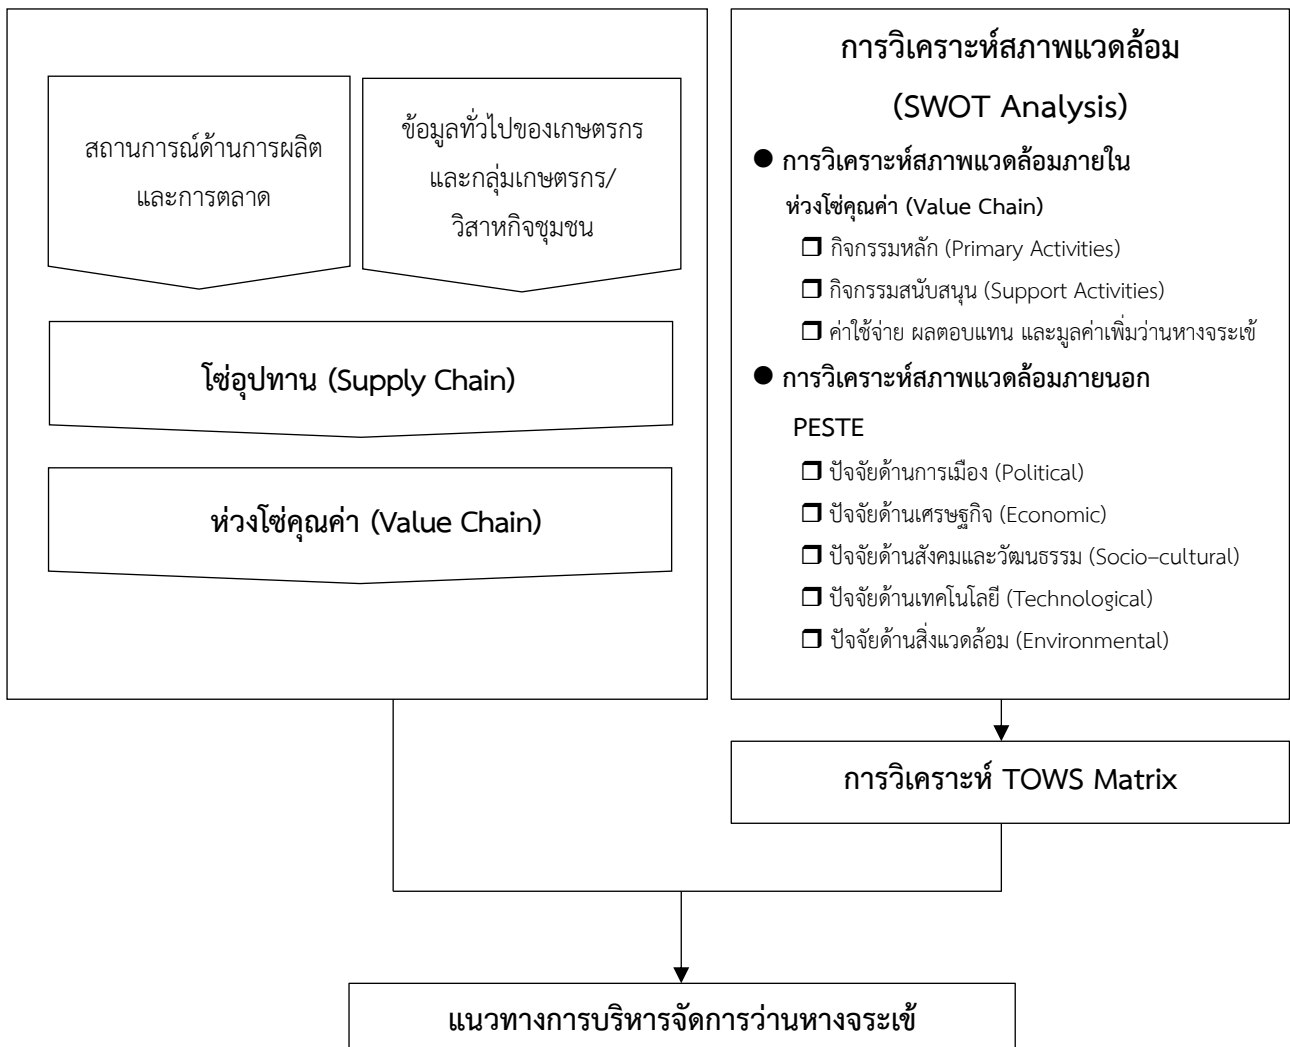 สถานการณ์ด้านการผลิต
และการตลาด
ข้อมูลทั่วไปของเกษตรกร
และกลุ่มเกษตรกร/
วิสาหกิจชุมชน
โซ่อุปทาน (Supply Chain)
ห่วงโซ่คุณค่า (Value Chain)
การวิเคราะห์สภาพแวดล้อม
(SWOT Analysis)
● การวิเคราะห์สภาพแวดล้อมภายใน
ห่วงโซ่คุณค่า (Value Chain)
❒ กิจกรรมหลัก (Primary Activities)
❒ กิจกรรมสนับสนุน (Support Activities)
❒ ค่าใช้จ่าย ผลตอบแทน และมูลค่าเพิ่มว่านหางจระเข้
● การวิเคราะห์สภาพแวดล้อมภายนอก
PESTE
❒ ปัจจัยด้านการเมือง (Political)
❒ ปัจจัยด้านเศรษฐกิจ (Economic)
❒ ปัจจัยด้านสังคมและวัฒนธรรม (Socio–cultural)
❒ ปัจจัยด้านเทคโนโลยี (Technological)
❒ ปัจจัยด้านสิ่งแวดล้อม (Environmental)
การวิเคราะห์ TOWS Matrix
แนวทางการบริหารจัดการว่านหางจระเข้